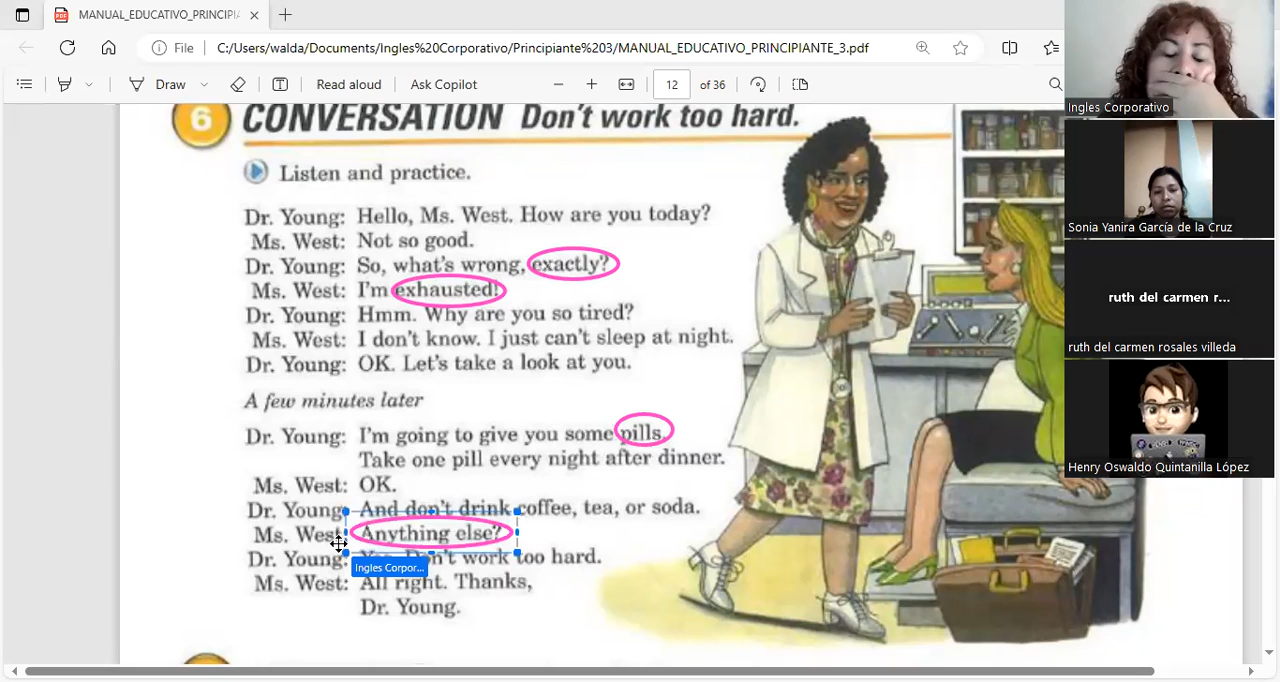 MANUAL_EDUCATIVO_PRINCIPIA
File
C:/Users/walda/Documents/Ingles%20Corporativo/Principiante%203/MANUAL_EDUCATIVO_PRINCIPIANTE_3.pdf
Draw
Read aloud
Ask Copilot
12 of 36
6 CONVERSATION Don't work too hard.
Listen and practice.
Dr. Young: Hello, Ms. West. How are you today?
Ms. West: Not so good.
Dr. Young: So, what's wrong, exactly?
Ms. West: I'm exhausted!
Dr. Young: Hmm. Why are you so tired?
Ms. West: I don't know. I just can't sleep at night.
Dr. Young: OK. Let's take a look at you.
A few minutes later
Dr. Young: I'm going to give you some pills.
Take one pill every night after dinner.
Ms. West: OK.
Dr. Young: And don't drink coffee, tea, or soda.
Ms. West: Anything else?
Dr. Young: Yes. Don't work too hard.
Ms. West: All right. Thanks,
Dr. Young.
Ingles Corpor...
Ingles Corporativo
Sonia Yanira García de la Cruz
ruth del carmen r...
ruth del carmen rosales villeda
Henry Oswaldo Quintanilla López